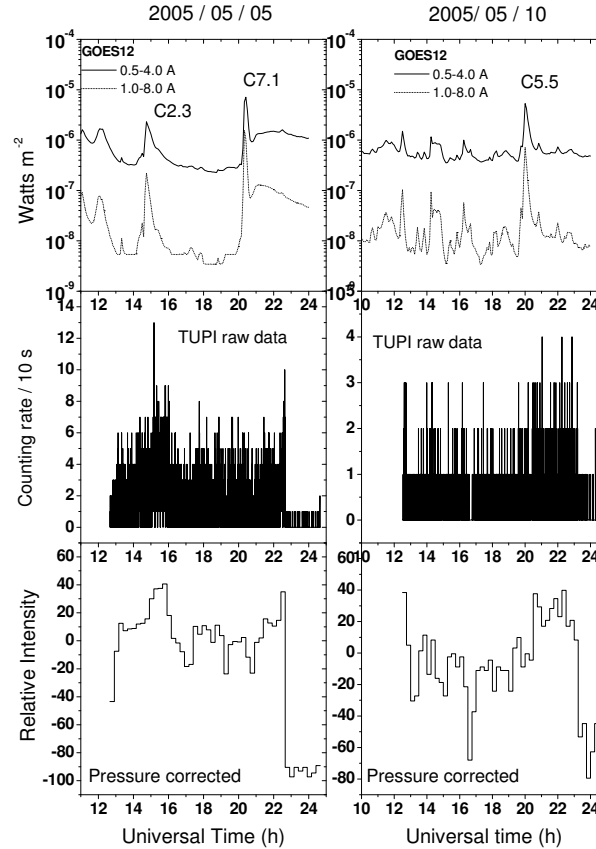 2005 / 05 / 05
2005/ 05 / 10
GOES12
0.5-4.0 A
1.0-8.0 A
C2.3
C7.1
GOES12
0.5-4.0 A
1.0-8.0 A
C5.5
Watts m-2
10-4
10-5
10-6
10-7
10-8
10-9
10-4
10-5
10-6
10-7
10-8
10-9
12 14 16 18 20 22 24
10 12 14 16 18 20 22 24
TUPI raw data
TUPI raw data
Counting rate / 10 s
14
12
10
8
6
4
2
0
5
4
3
2
1
0
12 14 16 18 20 22 24
10 12 14 16 18 20 22 24
Relative Intensity
60
40
20
0
-20
-40
-60
-80
-100
60
40
20
0
-20
-40
-60
-80
Pressure corrected
Pressure corrected
12 14 16 18 20 22 24
10 12 14 16 18 20 22 24
Universal Time (h)
Universal time (h)